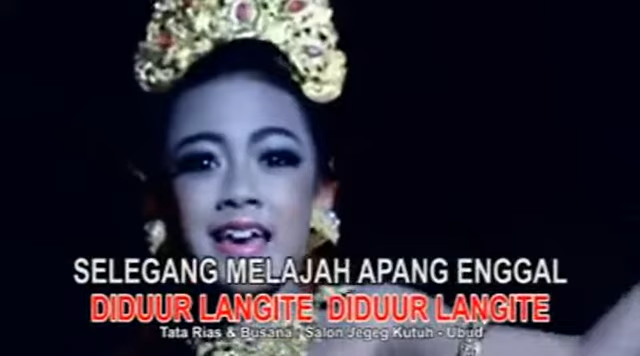 SELEGANG MELAJAH APANG ENGGAL
DIDUUR LANGITE DIDUUR LANGITE
Tata Rias & Busana - Salon Jegeg Kutuh - Ubud